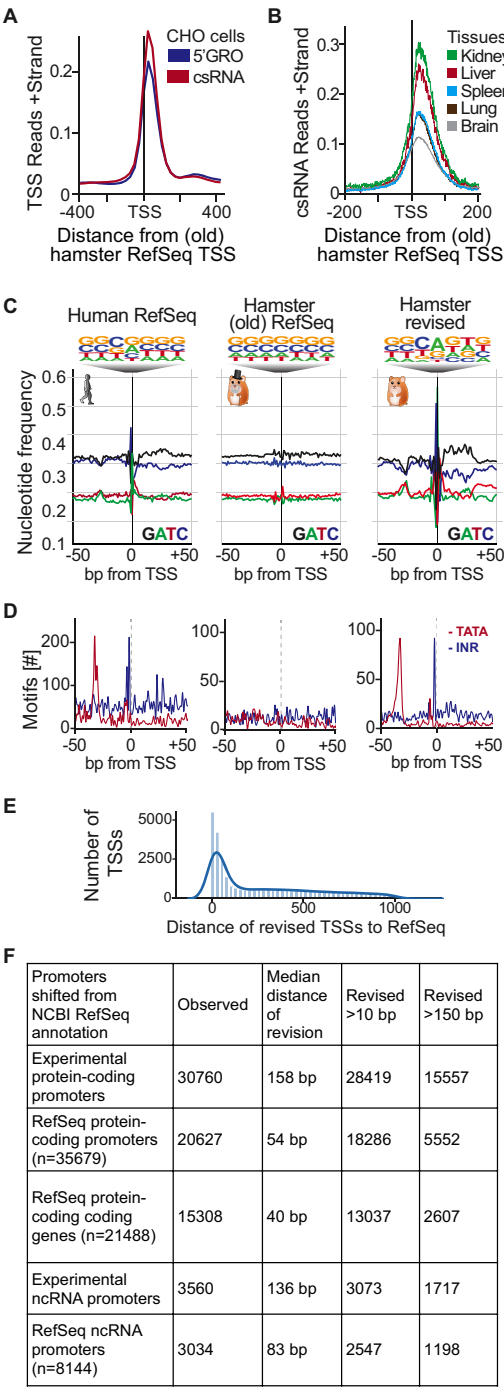 A
CHO cells
5'GRO
csRNA
TSS Reads +Strand
0.2
0.1
0
-400
TSS
400
Distance from (old)
hamster RefSeq TSS
B
Tissues
Kidney
Liver
Spleen
Lung
Brain
csRNA Reads +Strand
0.3
0.2
0.1
0
-200
TSS
200
Distance from (old)
hamster RefSeq TSS
C
Human RefSeq
Hamster
(old) RefSeq
Hamster
revised
Nucleotide frequency
0.6
0.5
0.4
0.3
0.2
0.1
GATC
GATC
GATC
-50 0 +50
bp from TSS
-50 0 +50
bp from TSS
-50 0 +50
bp from TSS
D
Motifs [#]
200
100
0
-50 0 +50
bp from TSS
100
50
0
-50 0 +50
bp from TSS
100
50
0
- TATA
- INR
-50 0 +50
bp from TSS
E
Number of
TSSs
5000
2500
0
0 500 1000
Distance of revised TSSs to RefSeq
F
Promoters
shifted from
NCBI RefSeq
annotation
Observed
Median
distance
of
revision
Revised
>10 bp
Revised
>150 bp
Experimental
protein-coding
promoters
30760
158 bp
28419
15557
RefSeq protein-
coding promoters
(n=35679)
20627
54 bp
18286
5552
RefSeq protein-
coding coding
genes (n=21488)
15308
40 bp
13037
2607
Experimental
ncRNA promoters
3560
136 bp
3073
1717
RefSeq ncRNA
promoters
(n=8144)
3034
83 bp
2547
1198